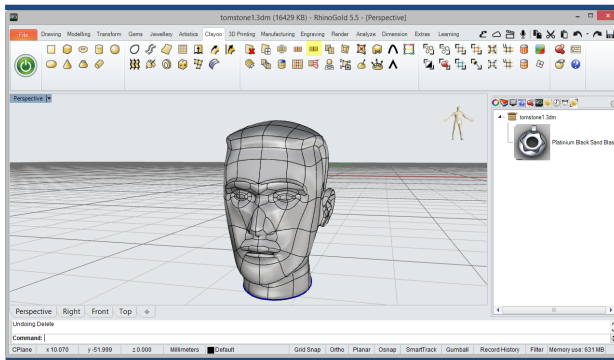 tomstone1.3dm (16429 KB) - RhinoGold 5.5 - [Perspective]
File Drawing Modelling Transform Gems Jewellery Artistics Clayoo 3D Printing Manufacturing Engraving Render Analyze Dimension Extras Learning
Perspective
tomstone1.3dm
Platinium Black Sand Blas
Perspective Right Front Top
Undoing Delete
Command:
CPlane x 10.070 y -51.999 z 0.000 Millimeters Default Grid Snap Ortho Planar Osnap SmartTrack Gumball Record History Filter Memory use: 631 MB